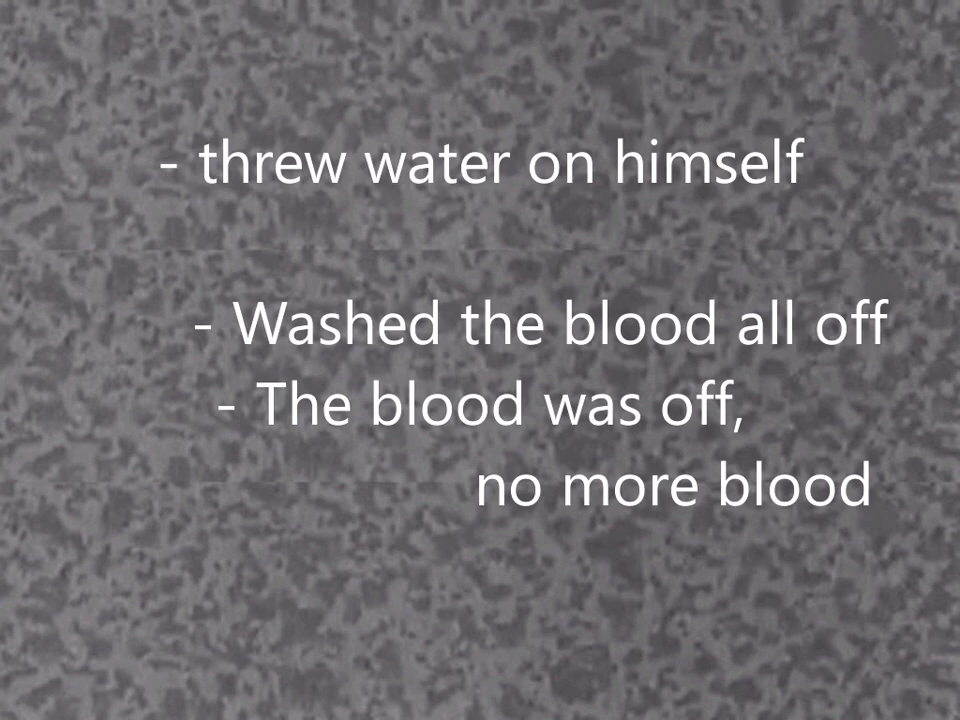 - threw water on himself
- Washed the blood all off
- The blood was off,
no more blood